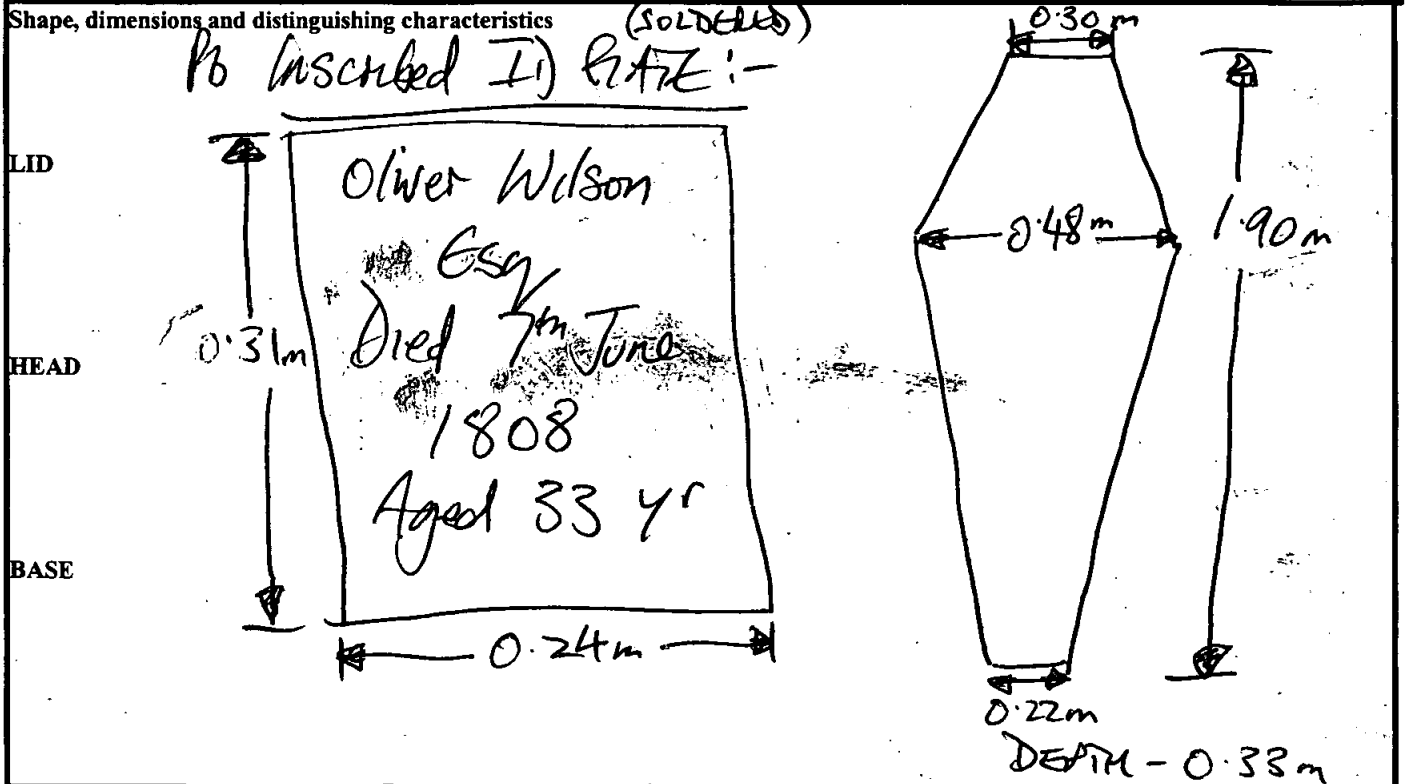 Shape, dimensions and distinguishing characteristics (SOLDERED)
Pb Inscribed ID PLATE :-
LID
HEAD
BASE
Oliver Wilson
Esq
Died 7th June
1808
Aged 33 yr
0.31m
0.24m
0.30 m
0.48m
1.90m
0.22m
DEPTH - 0.33m